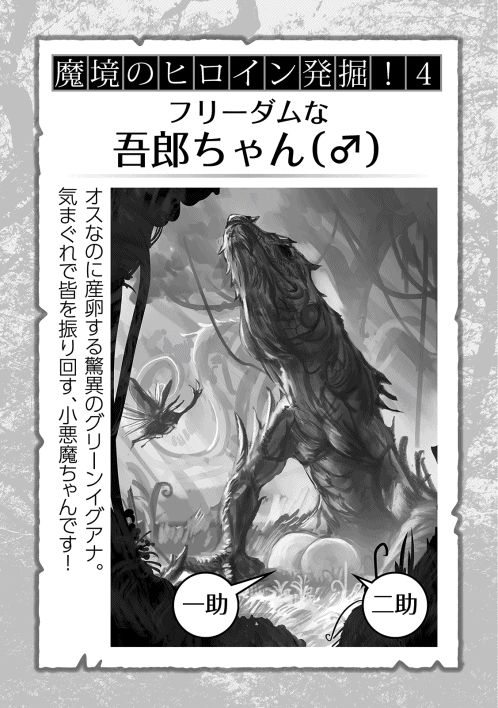 魔境のヒロイン発掘！４
フリーダムな
吾郎ちゃん(♂)
オスなのに産卵する驚異のグリーンイグアナ。
気まぐれで皆を振り回す、小悪魔ちゃんです！
一助
二助